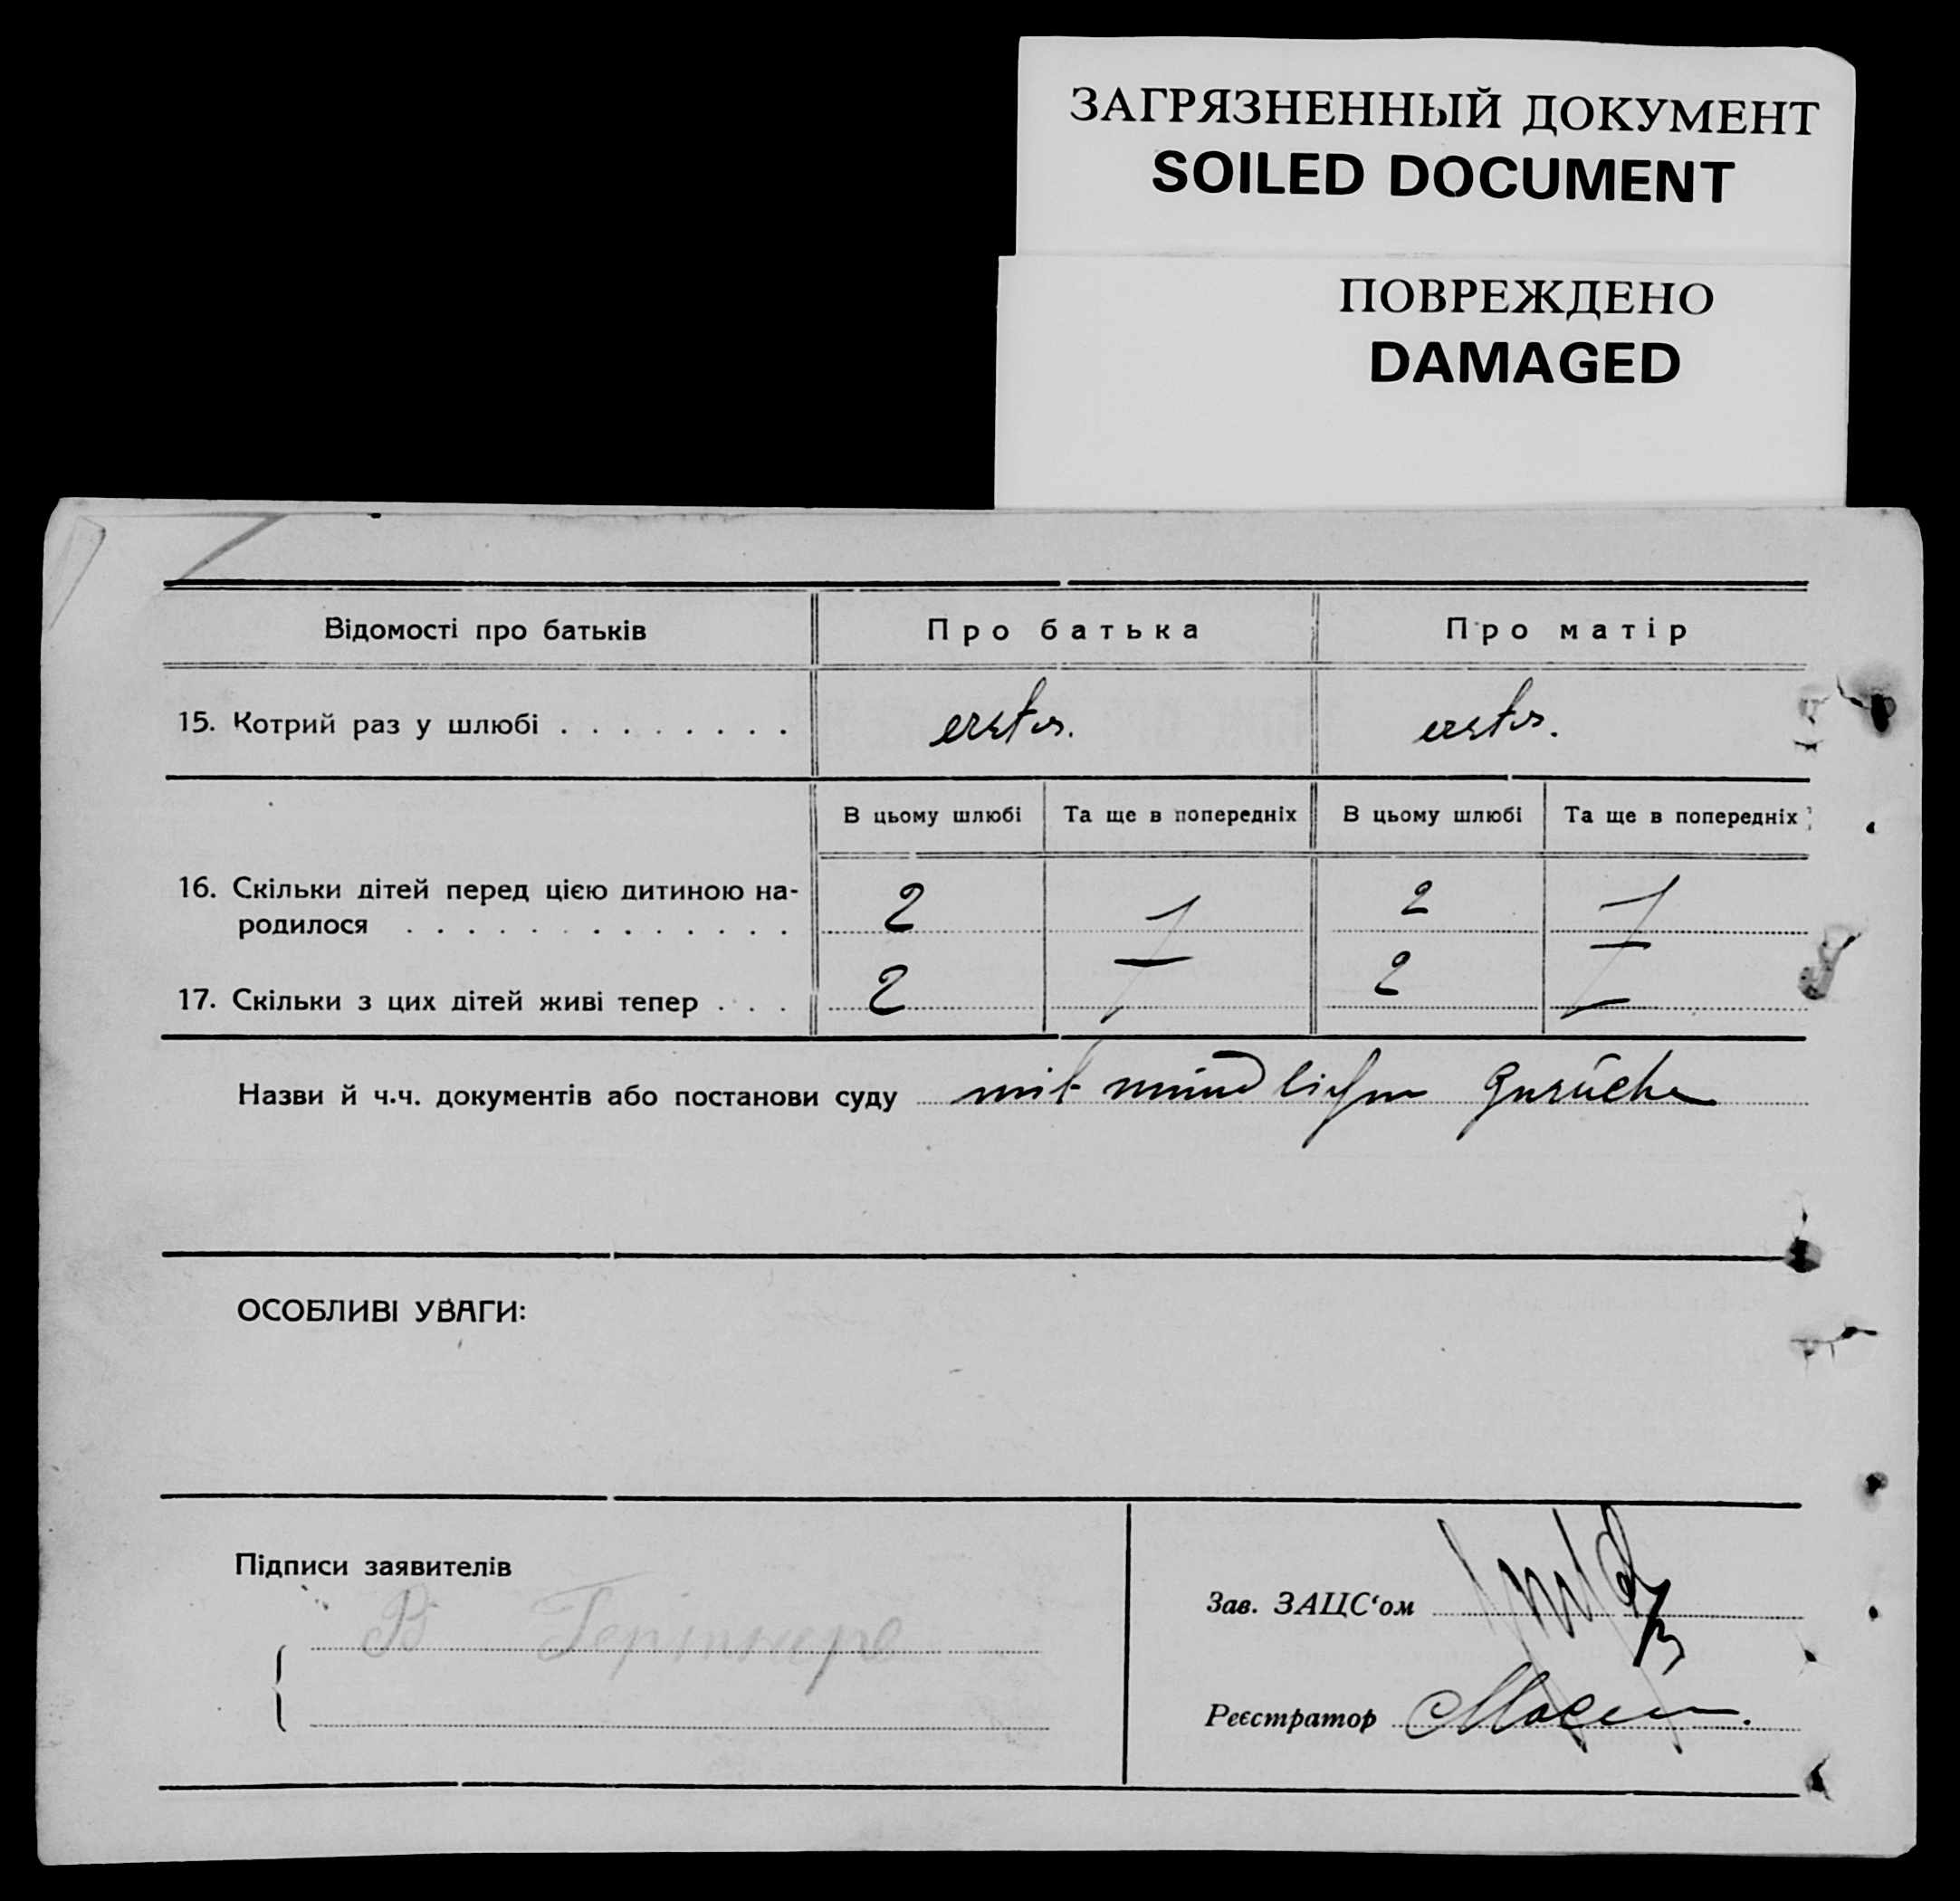 ЗАГРЯЗНЕННЫЙ ДОКУМЕНТ
SOILED DOCUMENT
ПОВРЕЖДЕНО
DAMAGED
Відомості про батьків Про батька Про матір
15. Котрий раз у шлюбі . . . . . . . . erster. erster.
В цьому шлюбі Та ще в попередніх В цьому шлюбі Та ще в попередніх
16. Скільки дітей перед цією дитиною на-
родилося . . . . . . . . . . . . . 2 — 2 —
17. Скільки з цих дітей живі тепер . . . 2 — 2 —
Назви й ч.ч. документів або постанови суду mit mündlichen
ОСОБЛИВІ УВАГИ:
Підписи заявителів
В
Зав. ЗАЦС‘ом
Реєстратор